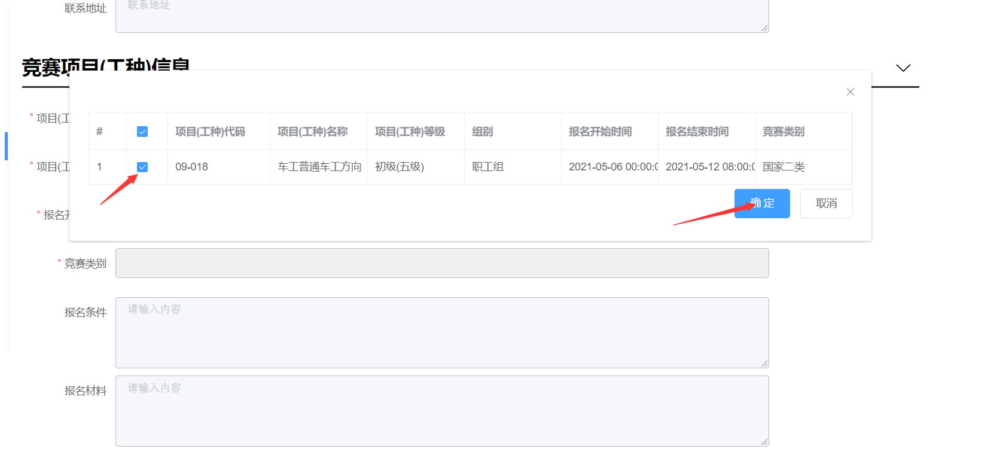 联系地址
联系地址
竞赛项目(工种)信息
* 项目(工
* 项目(工
* 报名开
# 项目(工种)代码 项目(工种)名称 项目(工种)等级 组别 报名开始时间 报名结束时间 竞赛类别
1 09-018 车工普通车工方向 初级(五级) 职工组 2021-05-06 00:00:0 2021-05-12 08:00:0 国家二类
确定 取消
* 竞赛类别
报名条件
请输入内容
报名材料
请输入内容